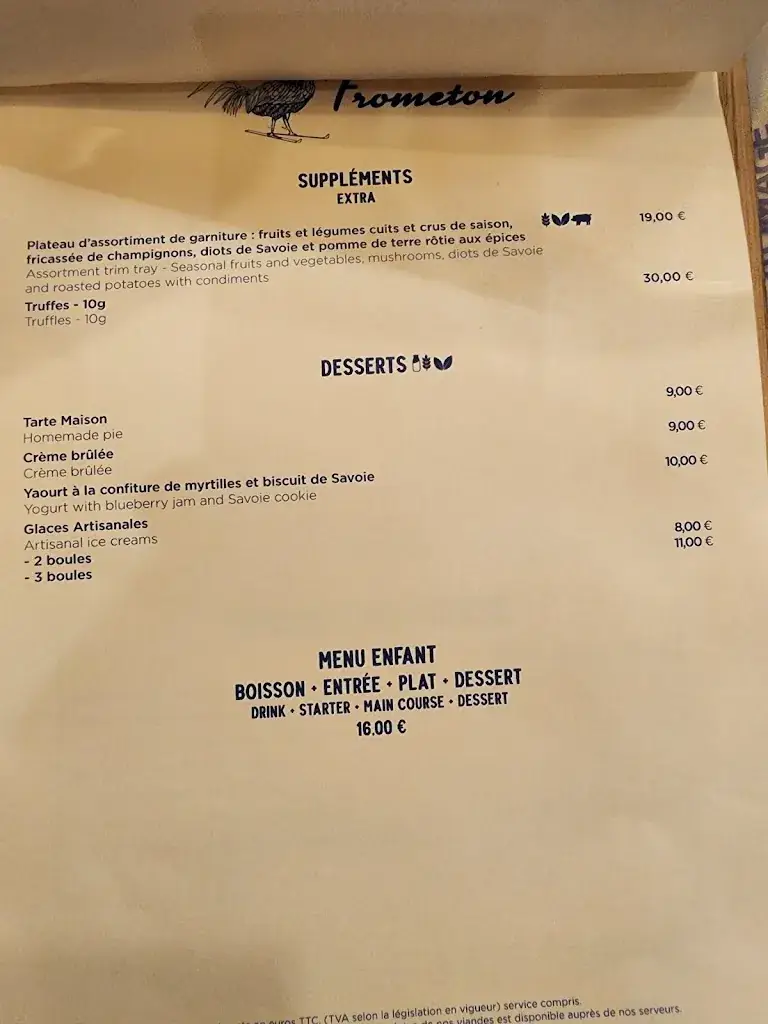 Frometon
SUPPLÉMENTS
EXTRA
Plateau d'assortiment de garniture : fruits et légumes cuits et crus de saison, 19,00 €
fricassée de champignons, diots de Savoie et pomme de terre rôtie aux épices
Assortment trim tray - Seasonal fruits and vegetables, mushrooms, diots de Savoie
and roasted potatoes with condiments
Truffes - 10g 30,00 €
Truffles - 10g
DESSERTS
Tarte Maison 9,00 €
Homemade pie
Crème brûlée 9,00 €
Crème brûlée
Yaourt à la confiture de myrtilles et biscuit de Savoie 10,00 €
Yogurt with blueberry jam and Savoie cookie
Glaces Artisanales
Artisanal ice creams
- 2 boules 8,00 €
- 3 boules 11,00 €
MENU ENFANT
BOISSON • ENTRÉE • PLAT • DESSERT
DRINK • STARTER • MAIN COURSE • DESSERT
16.00 €
euros TTC. (TVA selon la législation en vigueur) service compris.
de nos viandes est disponible auprès de nos serveurs.